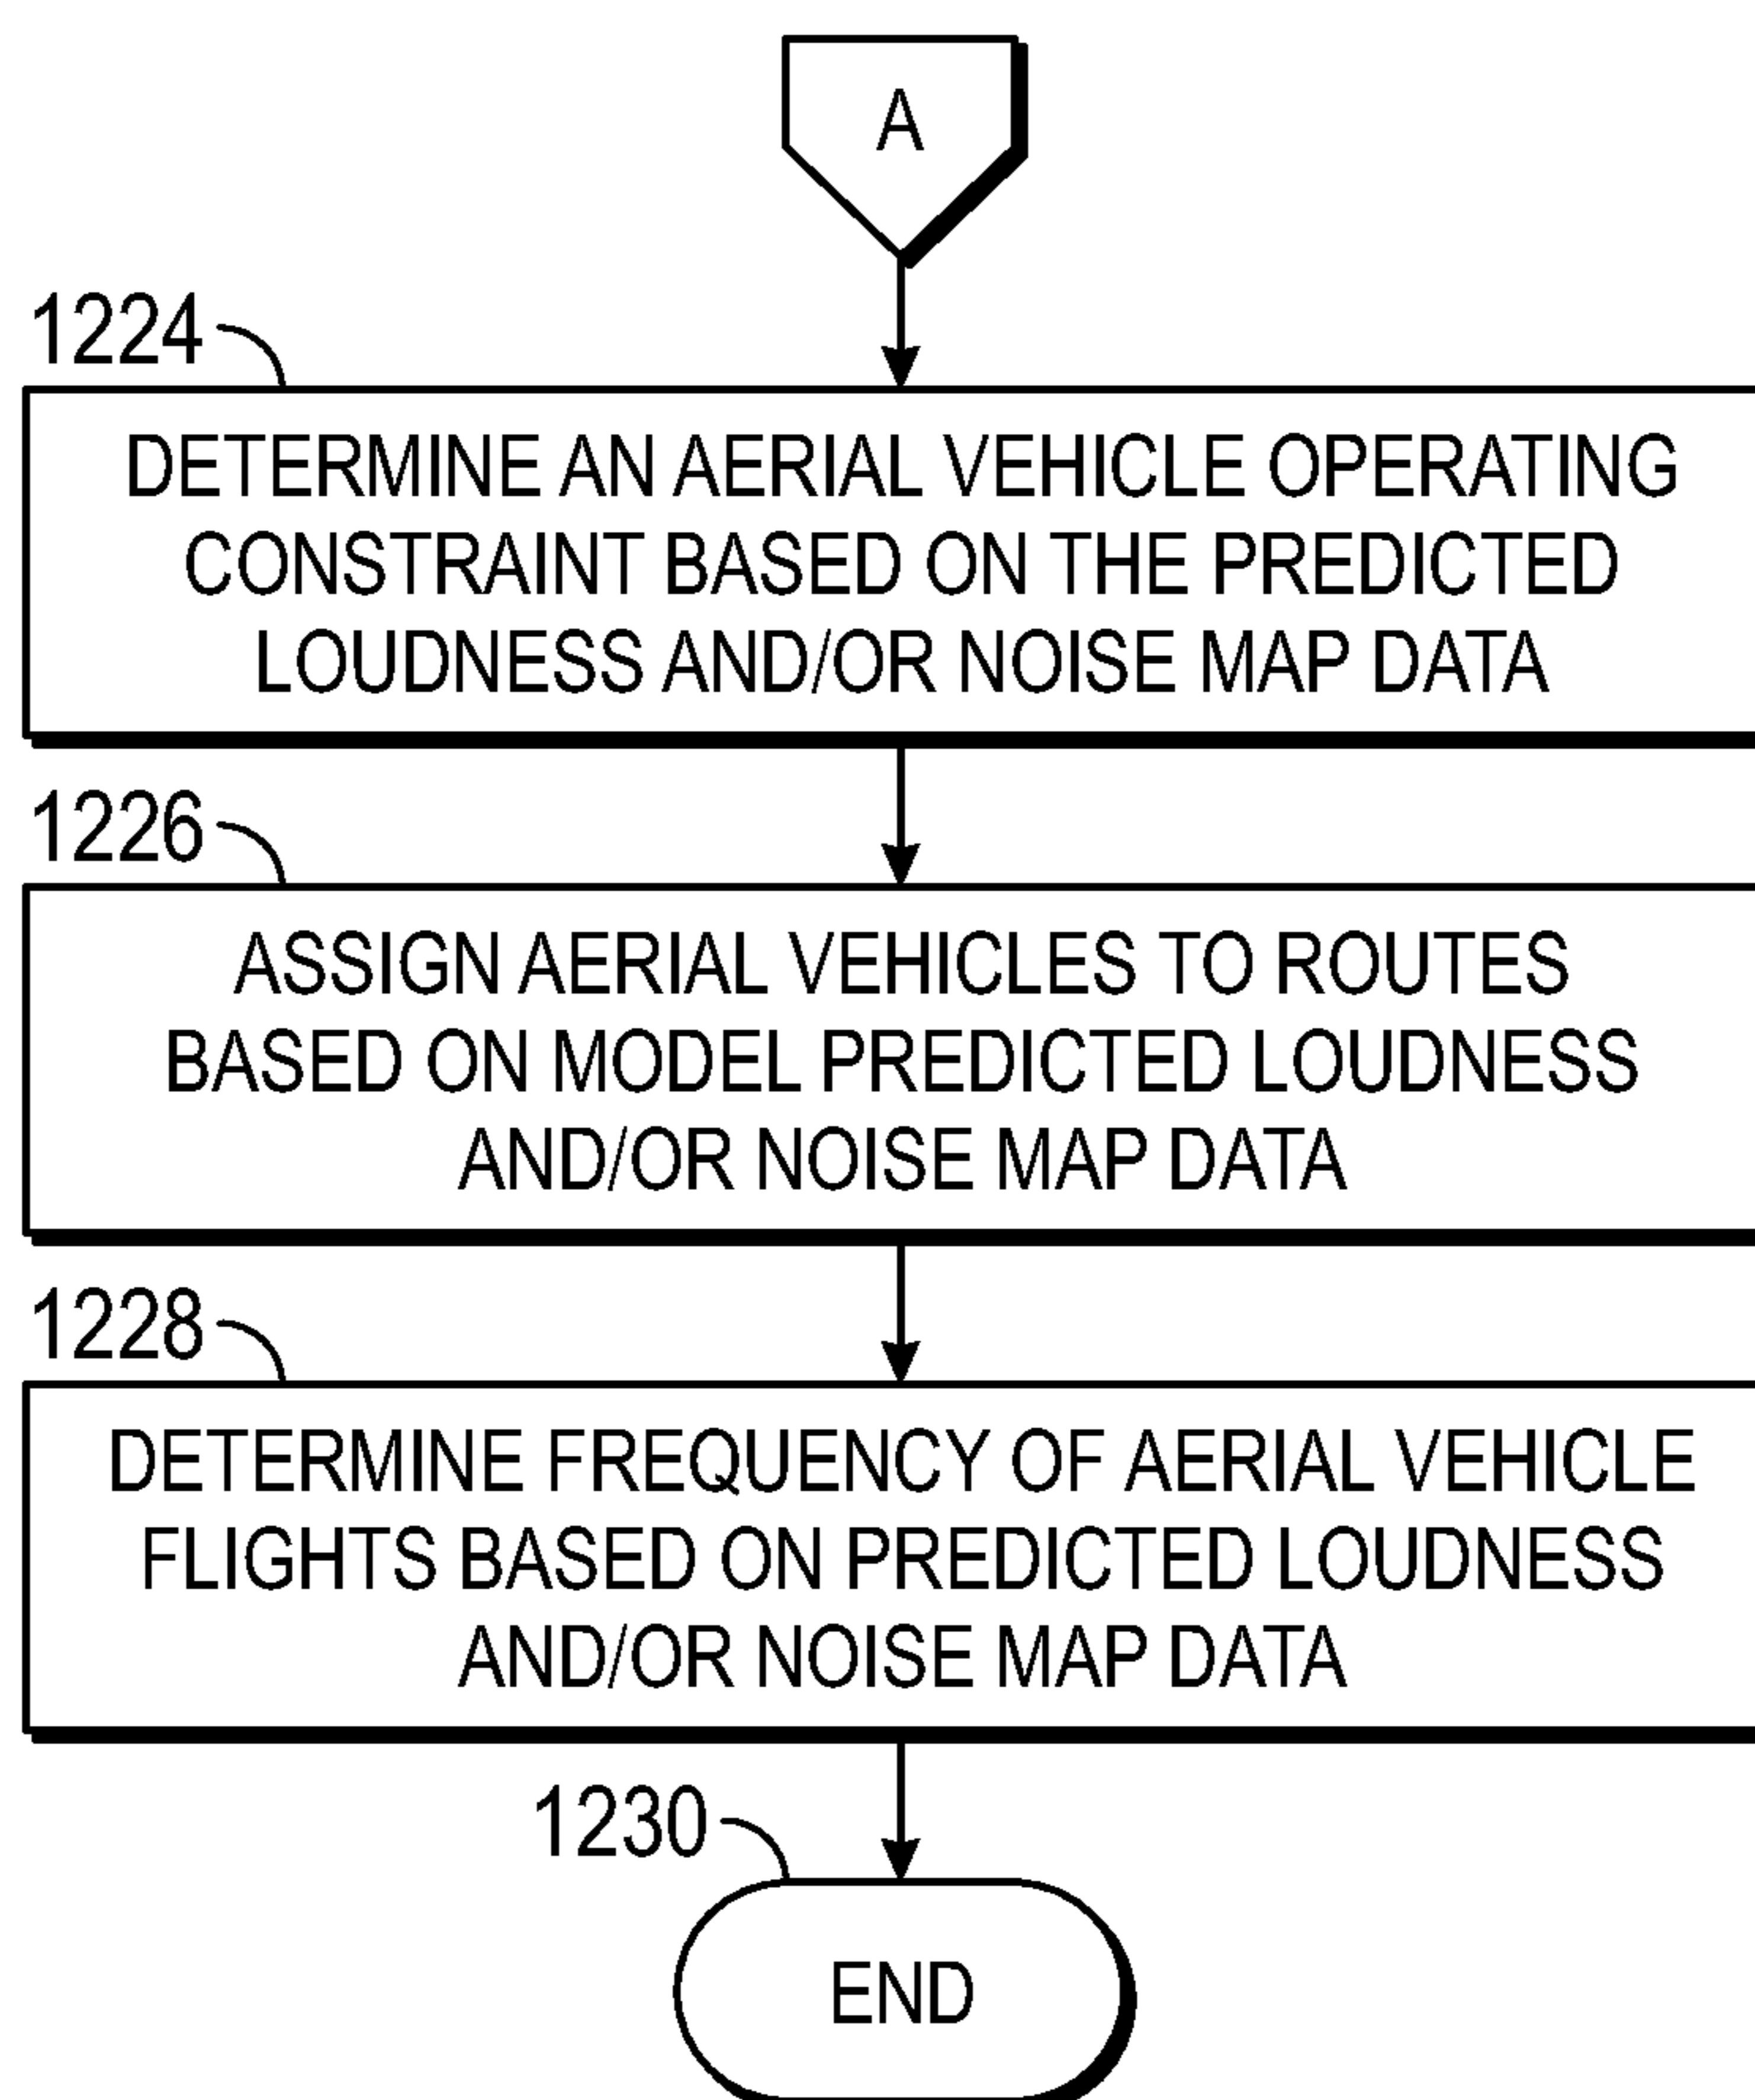 A
1224
DETERMINE AN AERIAL VEHICLE OPERATING
CONSTRAINT BASED ON THE PREDICTED
LOUDNESS AND/OR NOISE MAP DATA
1226
ASSIGN AERIAL VEHICLES TO ROUTES
BASED ON MODEL PREDICTED LOUDNESS
AND/OR NOISE MAP DATA
1228
DETERMINE FREQUENCY OF AERIAL VEHICLE
FLIGHTS BASED ON PREDICTED LOUDNESS
AND/OR NOISE MAP DATA
1230
END